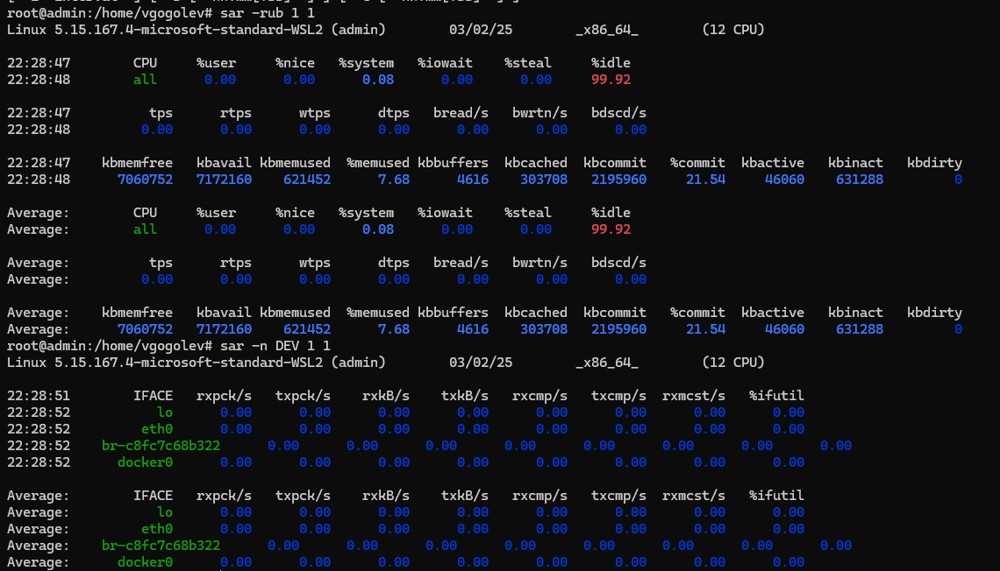 root@admin:/home/vgogolev# sar -rub 1 1
Linux 5.15.167.4-microsoft-standard-WSL2 (admin) 03/02/25 _x86_64_ (12 CPU)
22:28:47 CPU %user %nice %system %iowait %steal %idle
22:28:48 all 0.00 0.00 0.08 0.00 0.00 99.92
22:28:47 tps rtps wtps dtps bread/s bwrtn/s bdscd/s
22:28:48 0.00 0.00 0.00 0.00 0.00 0.00 0.00
22:28:47 kbmemfree kbavail kbmemused %memused kbbuffers kbcached kbcommit %commit kbactive kbinact kbdirty
22:28:48 7060752 7172160 621452 7.68 4616 303708 2195960 21.54 46060 631288 0
Average: CPU %user %nice %system %iowait %steal %idle
Average: all 0.00 0.00 0.08 0.00 0.00 99.92
Average: tps rtps wtps dtps bread/s bwrtn/s bdscd/s
Average: 0.00 0.00 0.00 0.00 0.00 0.00 0.00
Average: kbmemfree kbavail kbmemused %memused kbbuffers kbcached kbcommit %commit kbactive kbinact kbdirty
Average: 7060752 7172160 621452 7.68 4616 303708 2195960 21.54 46060 631288 0
root@admin:/home/vgogolev# sar -n DEV 1 1
Linux 5.15.167.4-microsoft-standard-WSL2 (admin) 03/02/25 _x86_64_ (12 CPU)
22:28:51 IFACE rxpck/s txpck/s rxkB/s txkB/s rxcmp/s txcmp/s rxmcst/s %ifutil
22:28:52 lo 0.00 0.00 0.00 0.00 0.00 0.00 0.00 0.00
22:28:52 eth0 0.00 0.00 0.00 0.00 0.00 0.00 0.00 0.00
22:28:52 br-c8fc7c68b322 0.00 0.00 0.00 0.00 0.00 0.00 0.00 0.00
22:28:52 docker0 0.00 0.00 0.00 0.00 0.00 0.00 0.00 0.00
Average: IFACE rxpck/s txpck/s rxkB/s txkB/s rxcmp/s txcmp/s rxmcst/s %ifutil
Average: lo 0.00 0.00 0.00 0.00 0.00 0.00 0.00 0.00
Average: eth0 0.00 0.00 0.00 0.00 0.00 0.00 0.00 0.00
Average: br-c8fc7c68b322 0.00 0.00 0.00 0.00 0.00 0.00 0.00 0.00
Average: docker0 0.00 0.00 0.00 0.00 0.00 0.00 0.00 0.00